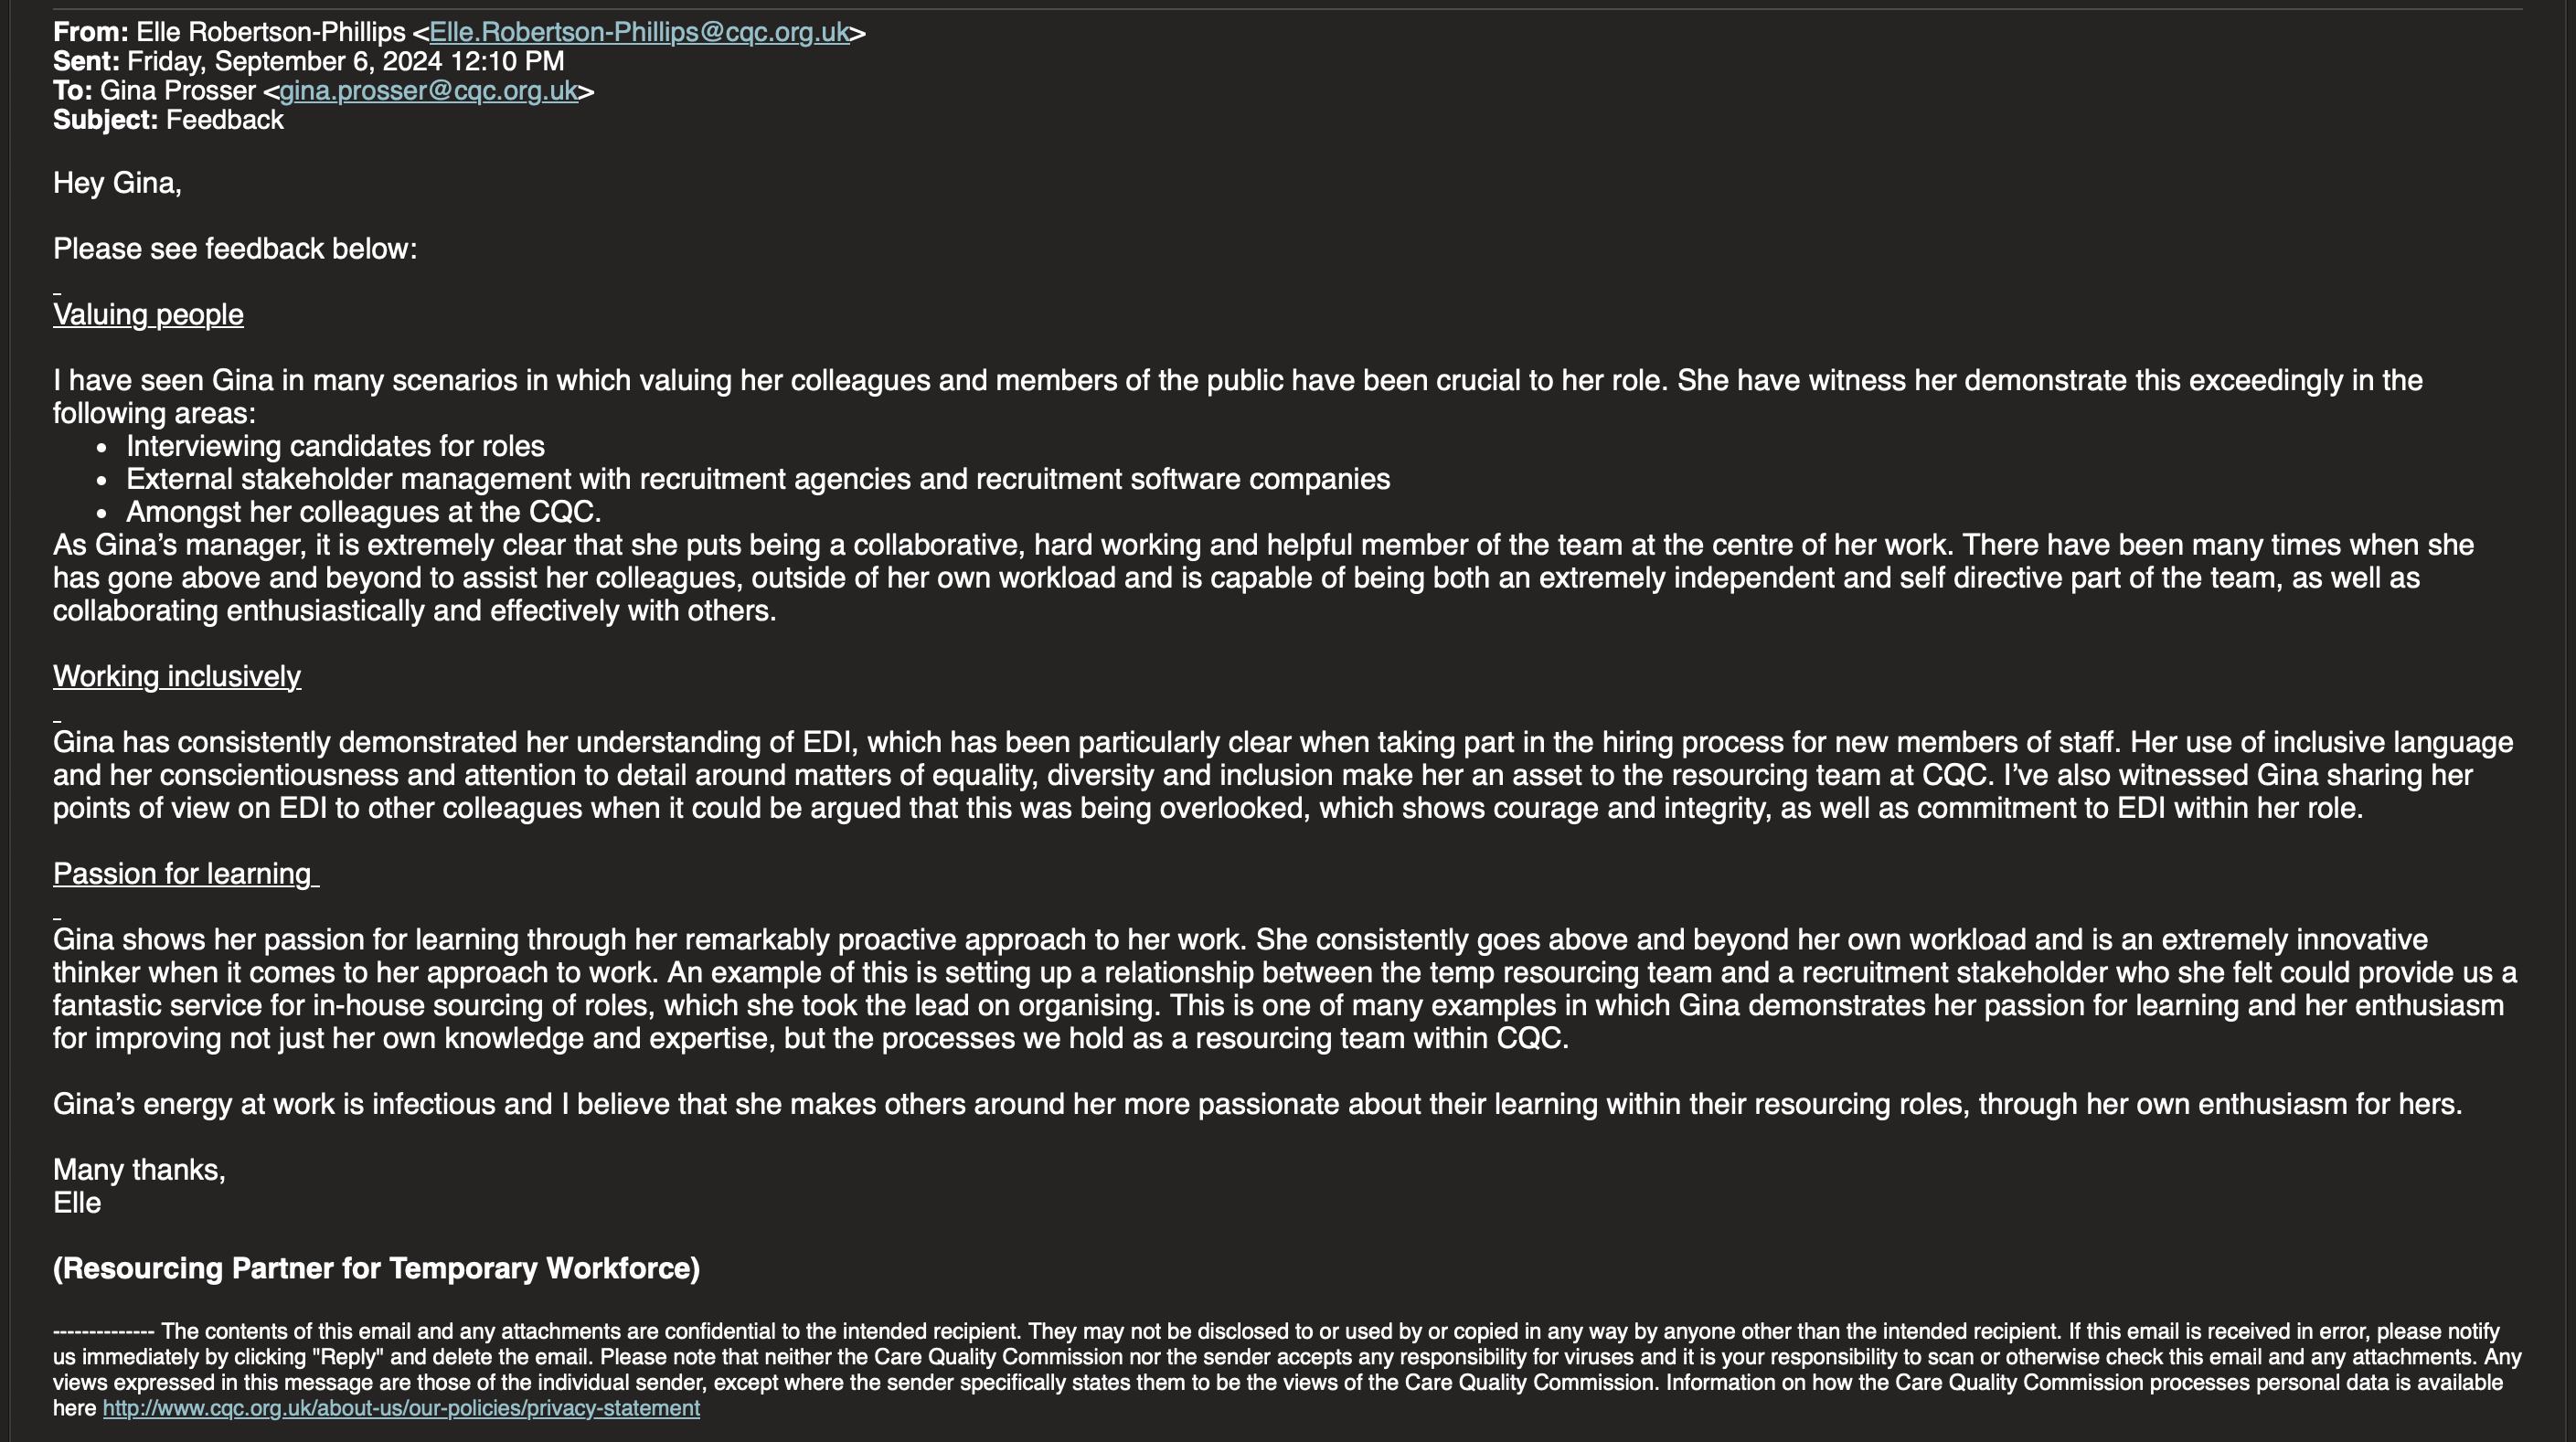 From: Elle Robertson-Phillips <Elle.Robertson-Phillips@cqc.org.uk>
Sent: Friday, September 6, 2024 12:10 PM
To: Gina Prosser <gina.prosser@cqc.org.uk>
Subject: Feedback
Hey Gina,
Please see feedback below:
Valuing people
I have seen Gina in many scenarios in which valuing her colleagues and members of the public have been crucial to her role. She have witness her demonstrate this exceedingly in the
following areas:
• Interviewing candidates for roles
• External stakeholder management with recruitment agencies and recruitment software companies
• Amongst her colleagues at the CQC.
As Gina’s manager, it is extremely clear that she puts being a collaborative, hard working and helpful member of the team at the centre of her work. There have been many times when she
has gone above and beyond to assist her colleagues, outside of her own workload and is capable of being both an extremely independent and self directive part of the team, as well as
collaborating enthusiastically and effectively with others.
Working inclusively
Gina has consistently demonstrated her understanding of EDI, which has been particularly clear when taking part in the hiring process for new members of staff. Her use of inclusive language
and her conscientiousness and attention to detail around matters of equality, diversity and inclusion make her an asset to the resourcing team at CQC. I’ve also witnessed Gina sharing her
points of view on EDI to other colleagues when it could be argued that this was being overlooked, which shows courage and integrity, as well as commitment to EDI within her role.
Passion for learning
Gina shows her passion for learning through her remarkably proactive approach to her work. She consistently goes above and beyond her own workload and is an extremely innovative
thinker when it comes to her approach to work. An example of this is setting up a relationship between the temp resourcing team and a recruitment stakeholder who she felt could provide us a
fantastic service for in-house sourcing of roles, which she took the lead on organising. This is one of many examples in which Gina demonstrates her passion for learning and her enthusiasm
for improving not just her own knowledge and expertise, but the processes we hold as a resourcing team within CQC.
Gina’s energy at work is infectious and I believe that she makes others around her more passionate about their learning within their resourcing roles, through her own enthusiasm for hers.
Many thanks,
Elle
(Resourcing Partner for Temporary Workforce)
-------------- The contents of this email and any attachments are confidential to the intended recipient. They may not be disclosed to or used by or copied in any way by anyone other than the intended recipient. If this email is received in error, please notify
us immediately by clicking "Reply" and delete the email. Please note that neither the Care Quality Commission nor the sender accepts any responsibility for viruses and it is your responsibility to scan or otherwise check this email and any attachments. Any
views expressed in this message are those of the individual sender, except where the sender specifically states them to be the views of the Care Quality Commission. Information on how the Care Quality Commission processes personal data is available
here http://www.cqc.org.uk/about-us/our-policies/privacy-statement